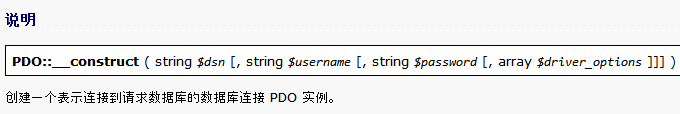 说明
PDO::__construct ( string $dsn [, string $username [, string $password [, array $driver_options ]]] )
创建一个表示连接到请求数据库的数据库连接 PDO 实例。